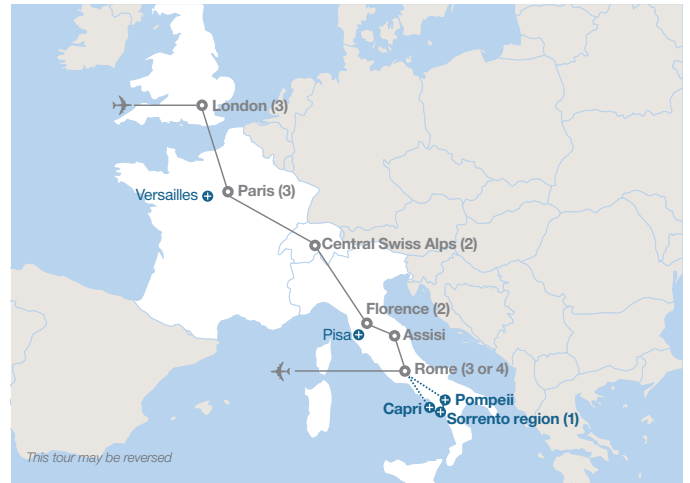 London (3)
Paris (3)
Versailles
Central Swiss Alps (2)
Florence (2)
Pisa
Assisi
Rome (3 or 4)
Pompeii
Capri
Sorrento region (1)
This tour may be reversed